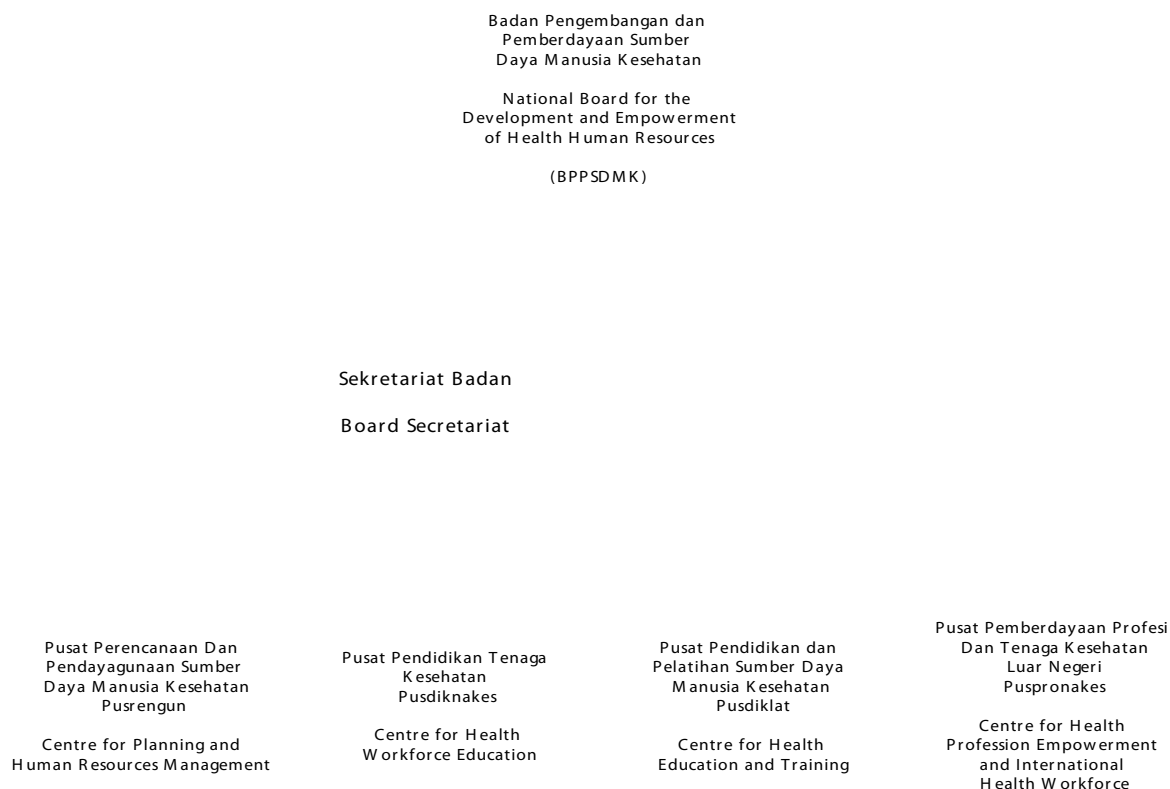 Badan Pengembangan dan
Pemberdayaan Sumber
Daya Manusia Kesehatan
National Board for the
Development and Empowerment
of Health Human Resources
(BPPSDMK)
Sekretariat Badan
Board Secretariat
Pusat Perencanaan Dan
Pendayagunaan Sumber
Daya Manusia Kesehatan
Pusrengun
Centre for Planning and
Human Resources Management
Pusat Pendidikan Tenaga
Kesehatan
Pusdiknakes
Centre for Health
Workforce Education
Pusat Pendidikan dan
Pelatihan Sumber Daya
Manusia Kesehatan
Pusdiklat
Centre for Health
Education and Training
Pusat Pemberdayaan Profesi
Dan Tenaga Kesehatan
Luar Negeri
Puspronakes
Centre for Health
Profession Empowerment
and International
Health Workforce